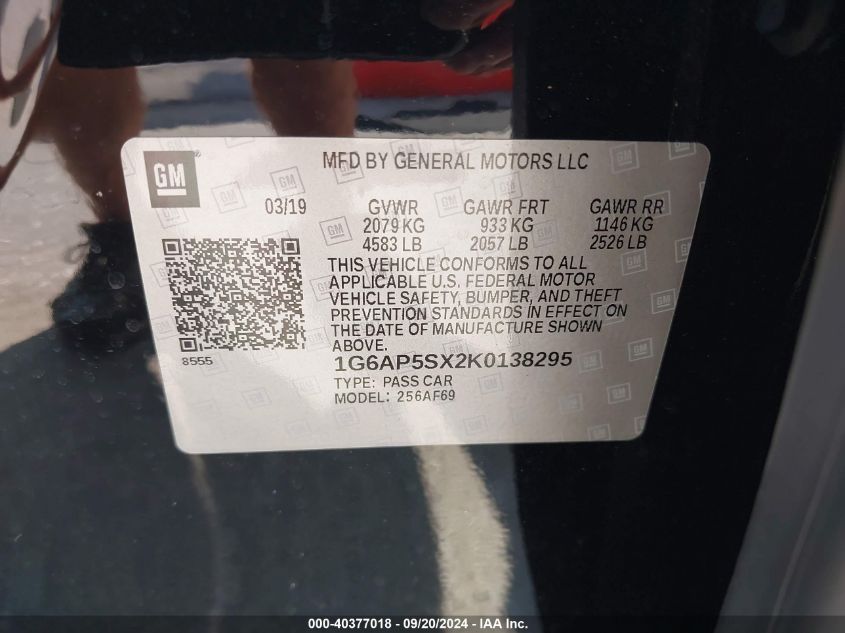 GM
MFD BY GENERAL MOTORS LLC
03/19 GVWR GAWR FRT GAWR RR
2079 KG 933 KG 1146 KG
4583 LB 2057 LB 2526 LB
THIS VEHICLE CONFORMS TO ALL
APPLICABLE U.S. FEDERAL MOTOR
VEHICLE SAFETY, BUMPER, AND THEFT
PREVENTION STANDARDS IN EFFECT ON
THE DATE OF MANUFACTURE SHOWN
ABOVE.
8555
1G6AP5SX2K0138295
TYPE: PASS CAR
MODEL: 256AF69
000-40377018 - 09/20/2024 - IAA Inc.